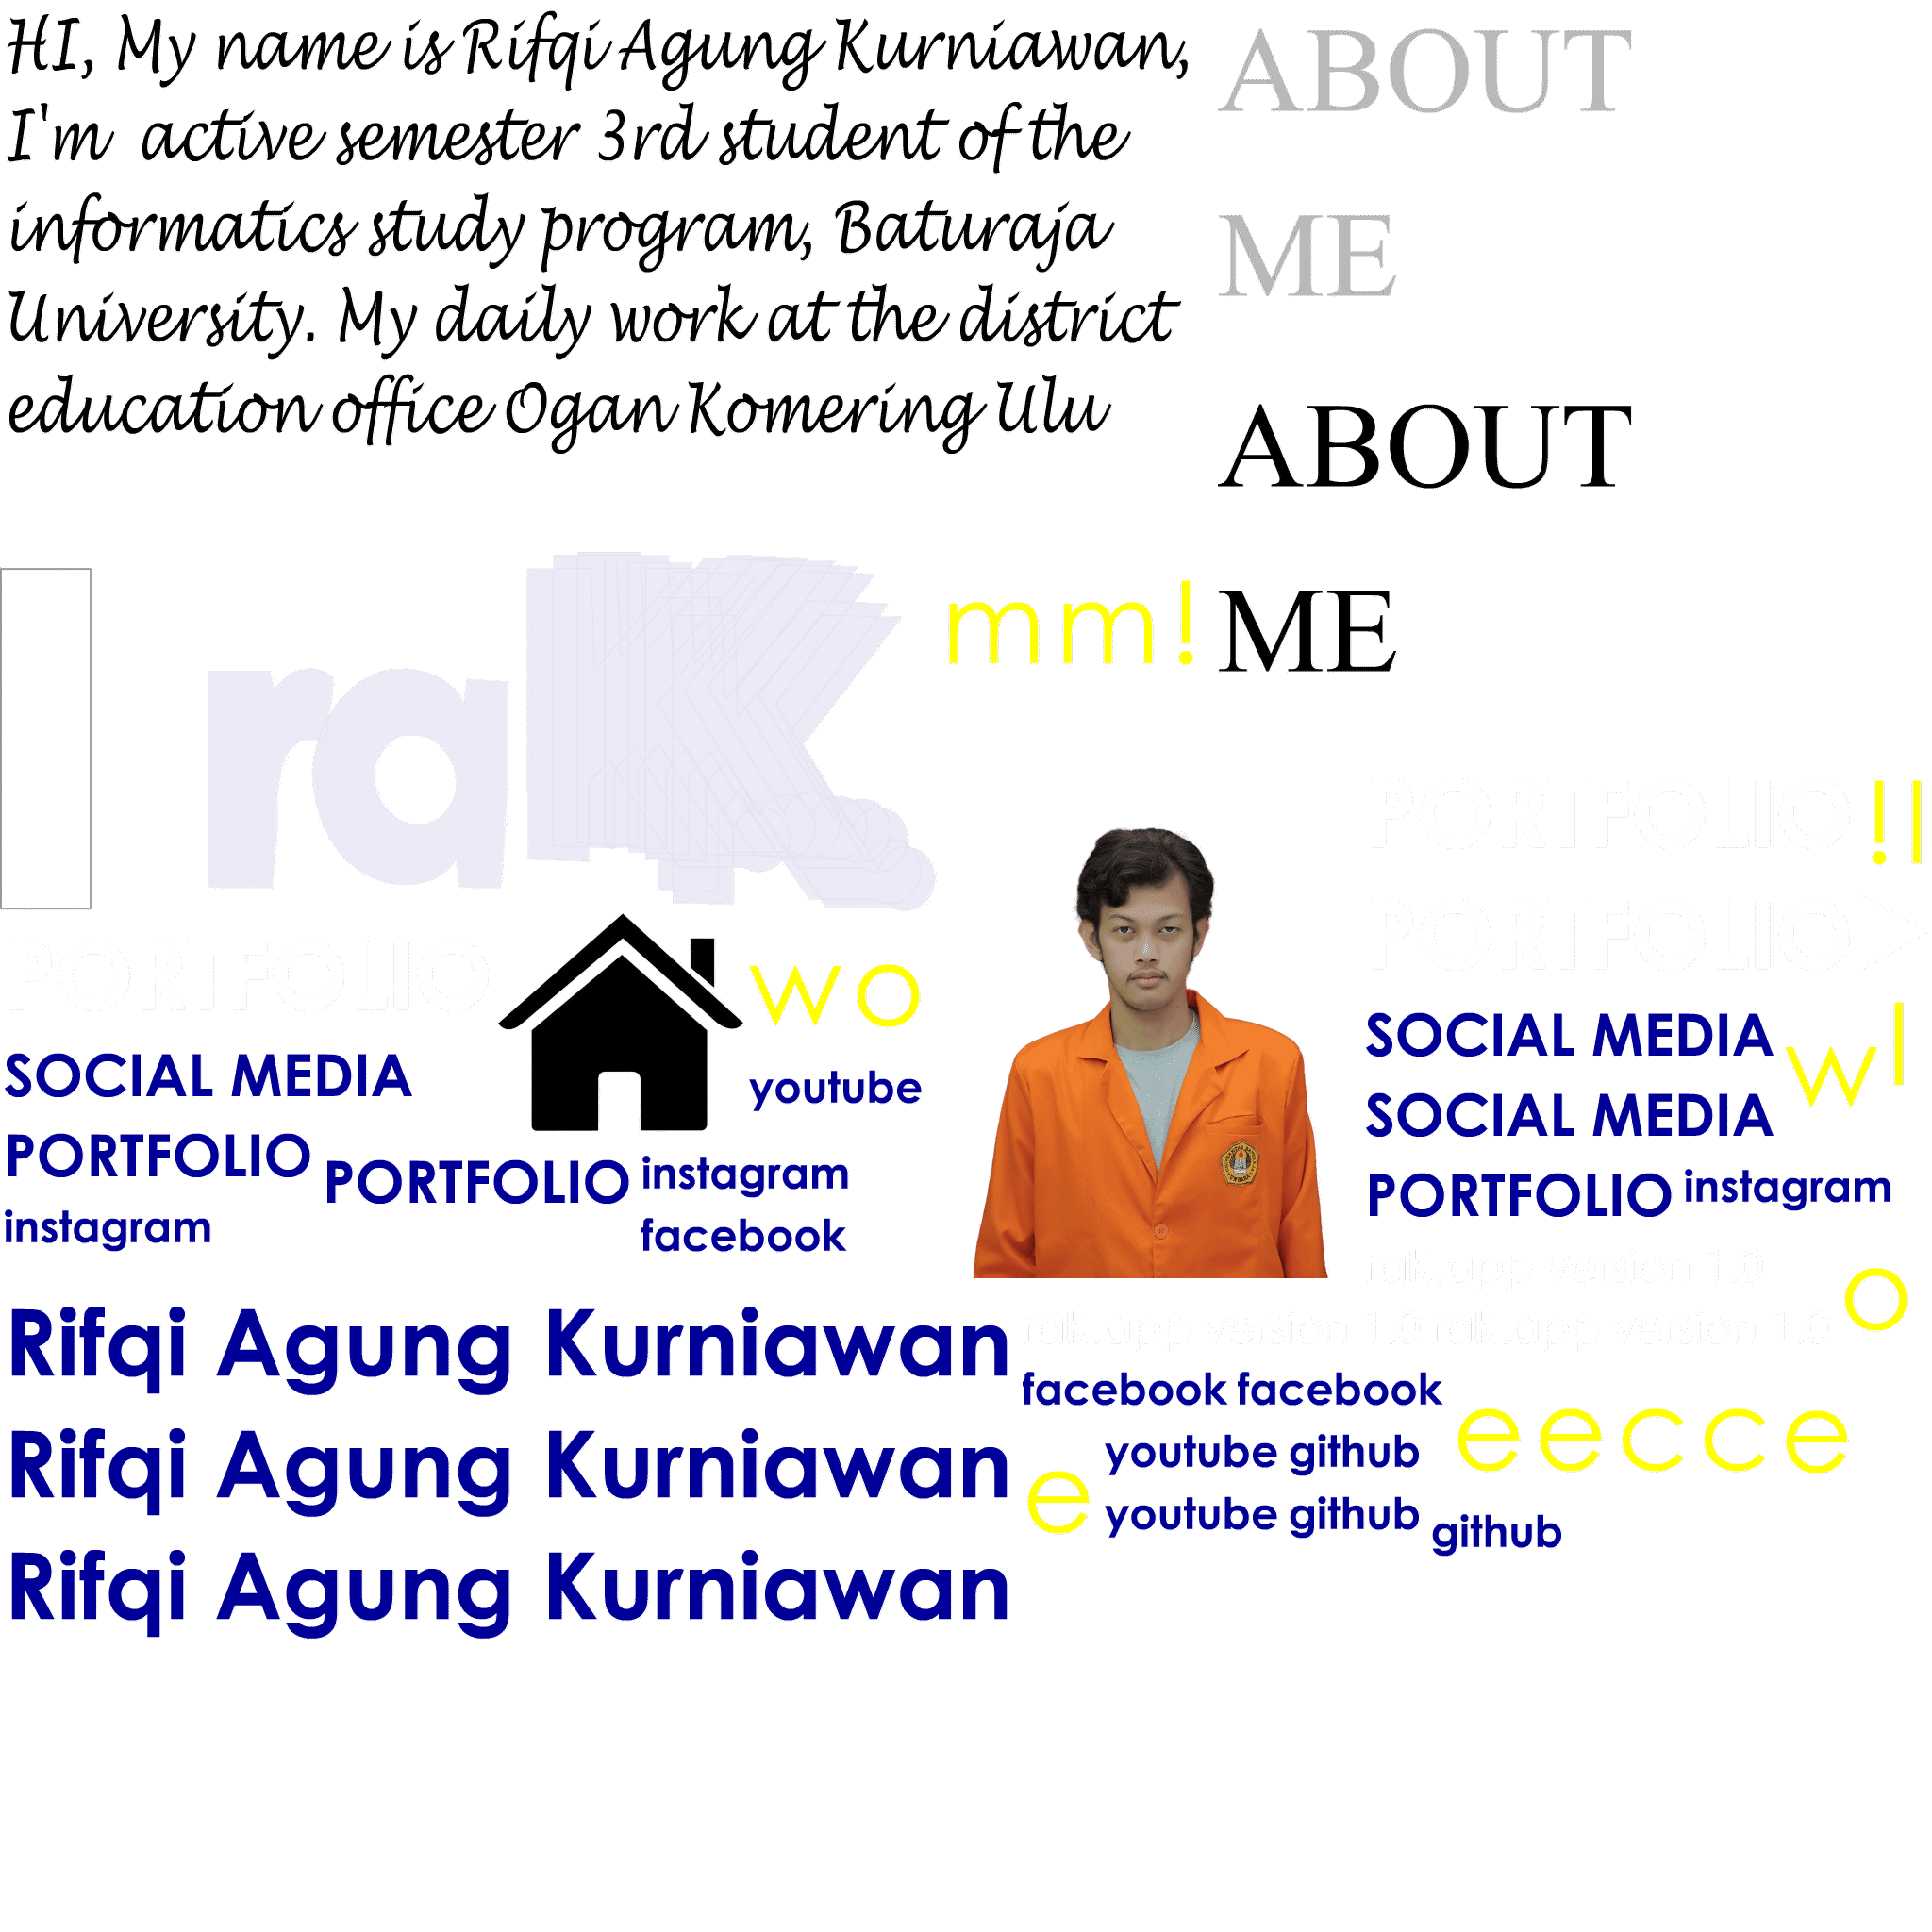 HI, My name is Rifqi Agung Kurniawan,
I'm active semester 3rd student of the
informatics study program, Baturaja
University. My daily work at the district
education office Ogan Komering Ulu
ABOUT
ME
ABOUT
ME
mm!
rak.
PORTFOLIO
!l
PORTFOLIO
PORTFOLIO
wo
SOCIAL MEDIA
youtube
PORTFOLIO
PORTFOLIO
instagram
instagram
facebook
SOCIAL MEDIA
wl
SOCIAL MEDIA
PORTFOLIO
instagram
rak app version 1.0
o
rak app version 1.0
rak app version 1.0
Rifqi Agung Kurniawan
facebook facebook
Rifqi Agung Kurniawan
youtube github
eecce
e
youtube github
github
Rifqi Agung Kurniawan